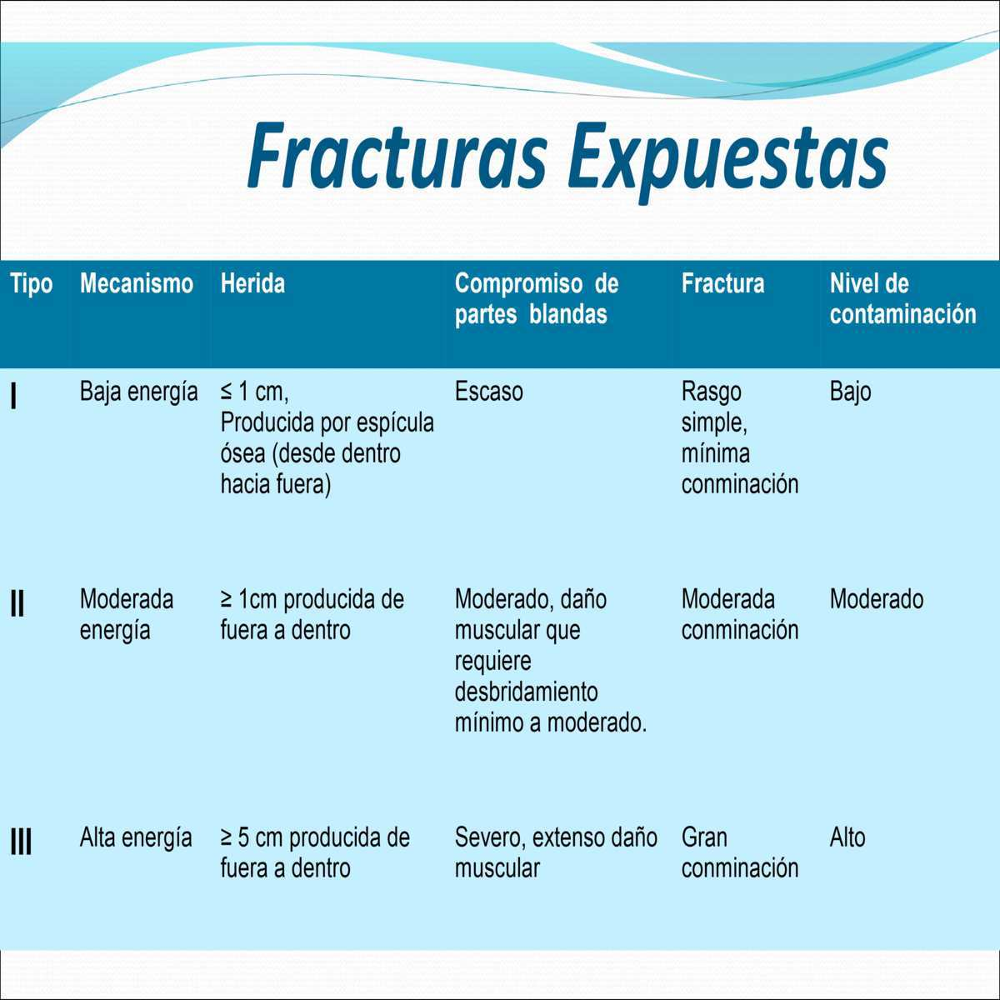 Fracturas Expuestas
Tipo Mecanismo Herida Compromiso de partes blandas Fractura Nivel de contaminación
I
Baja energía
≤ 1 cm,
Producida por espícula
ósea (desde dentro
hacia fuera)
Escaso
Rasgo
simple,
mínima
conminación
Bajo
II
Moderada
energía
≥ 1cm producida de
fuera a dentro
Moderado, daño
muscular que
requiere
desbridamiento
mínimo a moderado.
Moderada
conminación
Moderado
III
Alta energía
≥ 5 cm producida de
fuera a dentro
Severo, extenso daño
muscular
Gran
conminación
Alto